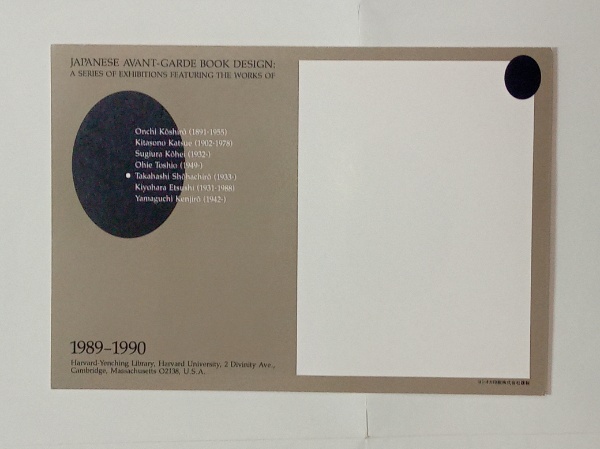 JAPANESE AVANT-GARDE BOOK DESIGN:
A SERIES OF EXHIBITIONS FEATURING THE WORKS OF
Onchi Kōshirō (1891-1955)
Kitasono Katsue (1902-1978)
Sugiura Kōhei (1932-)
Ohie Toshio (1949-)
Takahashi Shōhachirō (1933-)
Kiyohara Etsushi (1931-1988)
Yamaguchi Kenjirō (1942-)
1989–1990
Harvard-Yenching Library, Harvard University, 2 Divinity Ave.,
Cambridge, Massachusetts 02138, U.S.A.